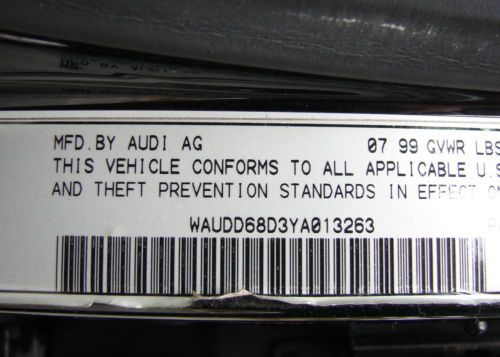 MFD.BY AUDI AG 07 99 GVWR LBS
THIS VEHICLE CONFORMS TO ALL APPLICABLE U.S
AND THEFT PREVENTION STANDARDS IN EFFECT
WAUDD68D3YA013263